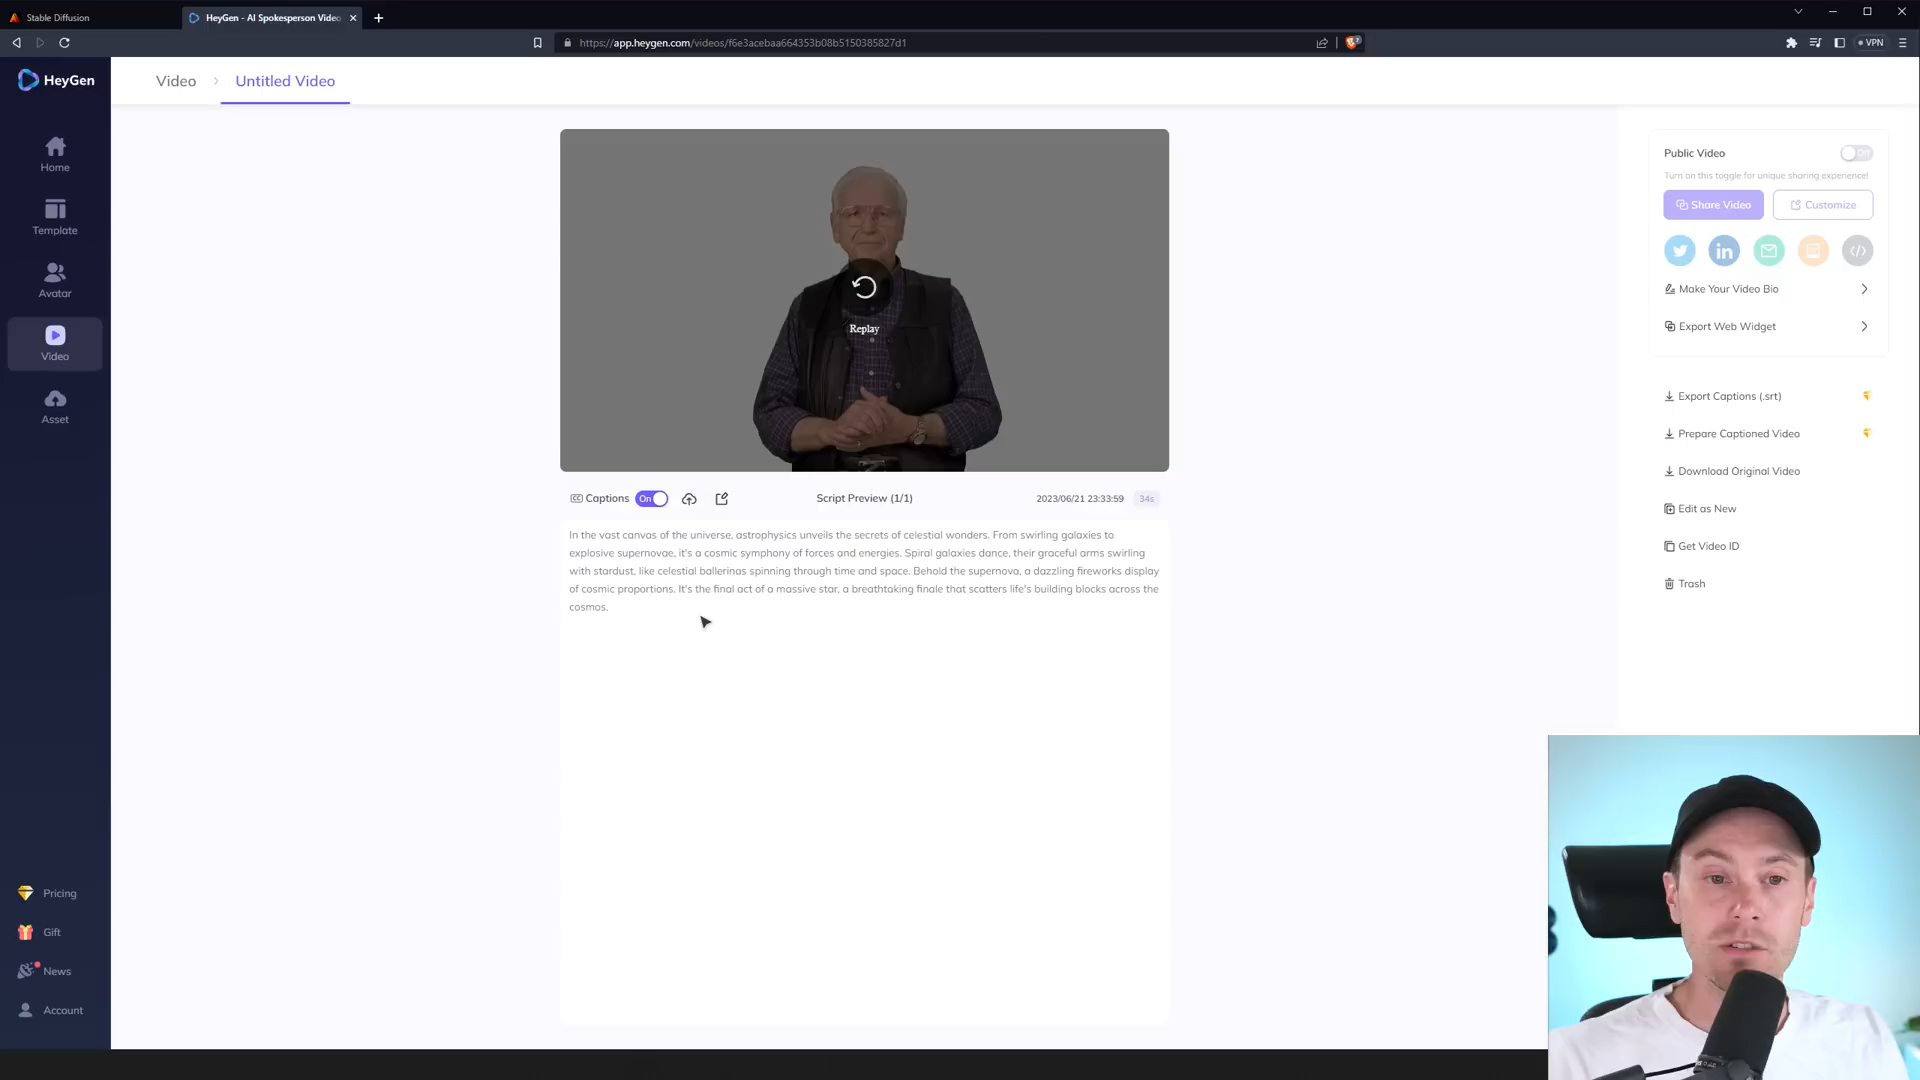 Stable Diffusion
HeyGen - AI Spokesperson Video
https://app.heygen.com/videos/f6e3acebaa664353b08b5150385827d1
VPN
HeyGen
Video
Untitled Video
Home
Template
Avatar
Video
Asset
Pricing
Gift
News
Account
Replay
Captions
On
Script Preview (1/1)
2023/06/21 23:33:59
34s
In the vast canvas of the universe, astrophysics unveils the secrets of celestial wonders. From swirling galaxies to
explosive supernovae, it's a cosmic symphony of forces and energies. Spiral galaxies dance, their graceful arms swirling
with stardust, like celestial ballerinas spinning through time and space. Behold the supernova, a dazzling fireworks display
of cosmic proportions. It's the final act of a massive star, a breathtaking finale that scatters life's building blocks across the
cosmos.
Public Video
Turn on this toggle for unique sharing experience!
Share Video
Customize
Make Your Video Bio
Export Web Widget
Export Captions (.srt)
Prepare Captioned Video
Download Original Video
Edit as New
Get Video ID
Trash